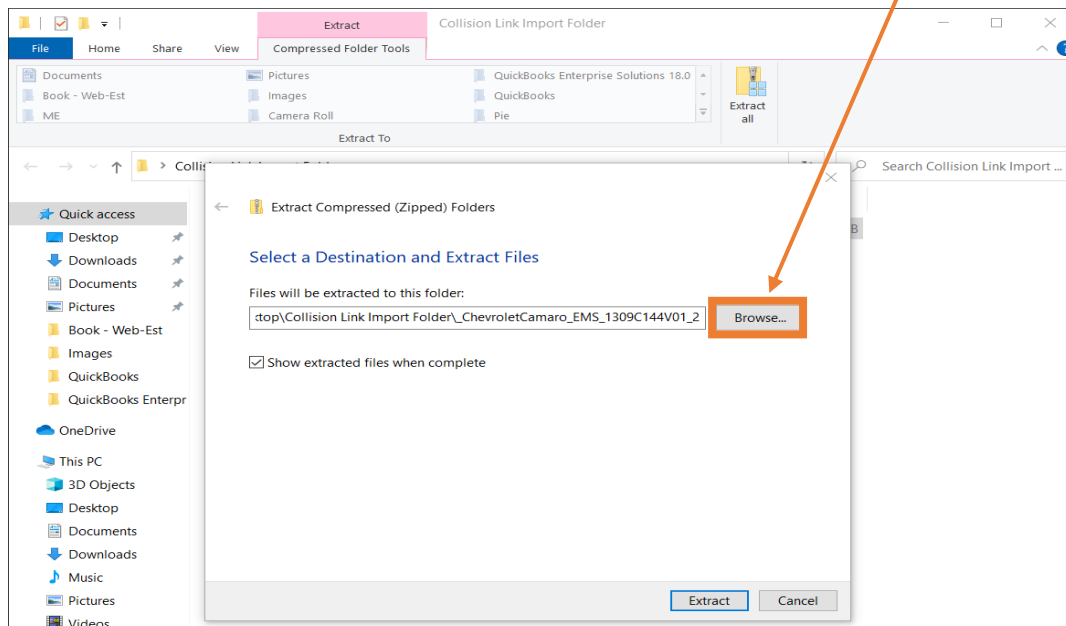 Extract
Collision Link Import Folder
File
Home
Share
View
Compressed Folder Tools
Documents
Pictures
QuickBooks Enterprise Solutions 18.0
Book - Web-Est
Images
QuickBooks
ME
Camera Roll
Pie
Extract
all
Extract To
Search Collision Link Import ...
Quick access
Desktop
Downloads
Documents
Pictures
Book - Web-Est
Images
QuickBooks
QuickBooks Enterpr
OneDrive
This PC
3D Objects
Desktop
Documents
Downloads
Music
Pictures
Videos
Extract Compressed (Zipped) Folders
Select a Destination and Extract Files
Files will be extracted to this folder:
top\Collision Link Import Folder\_ChevroletCamaro_EMS_1309C144V01_2
Browse...
Show extracted files when complete
Extract
Cancel
B